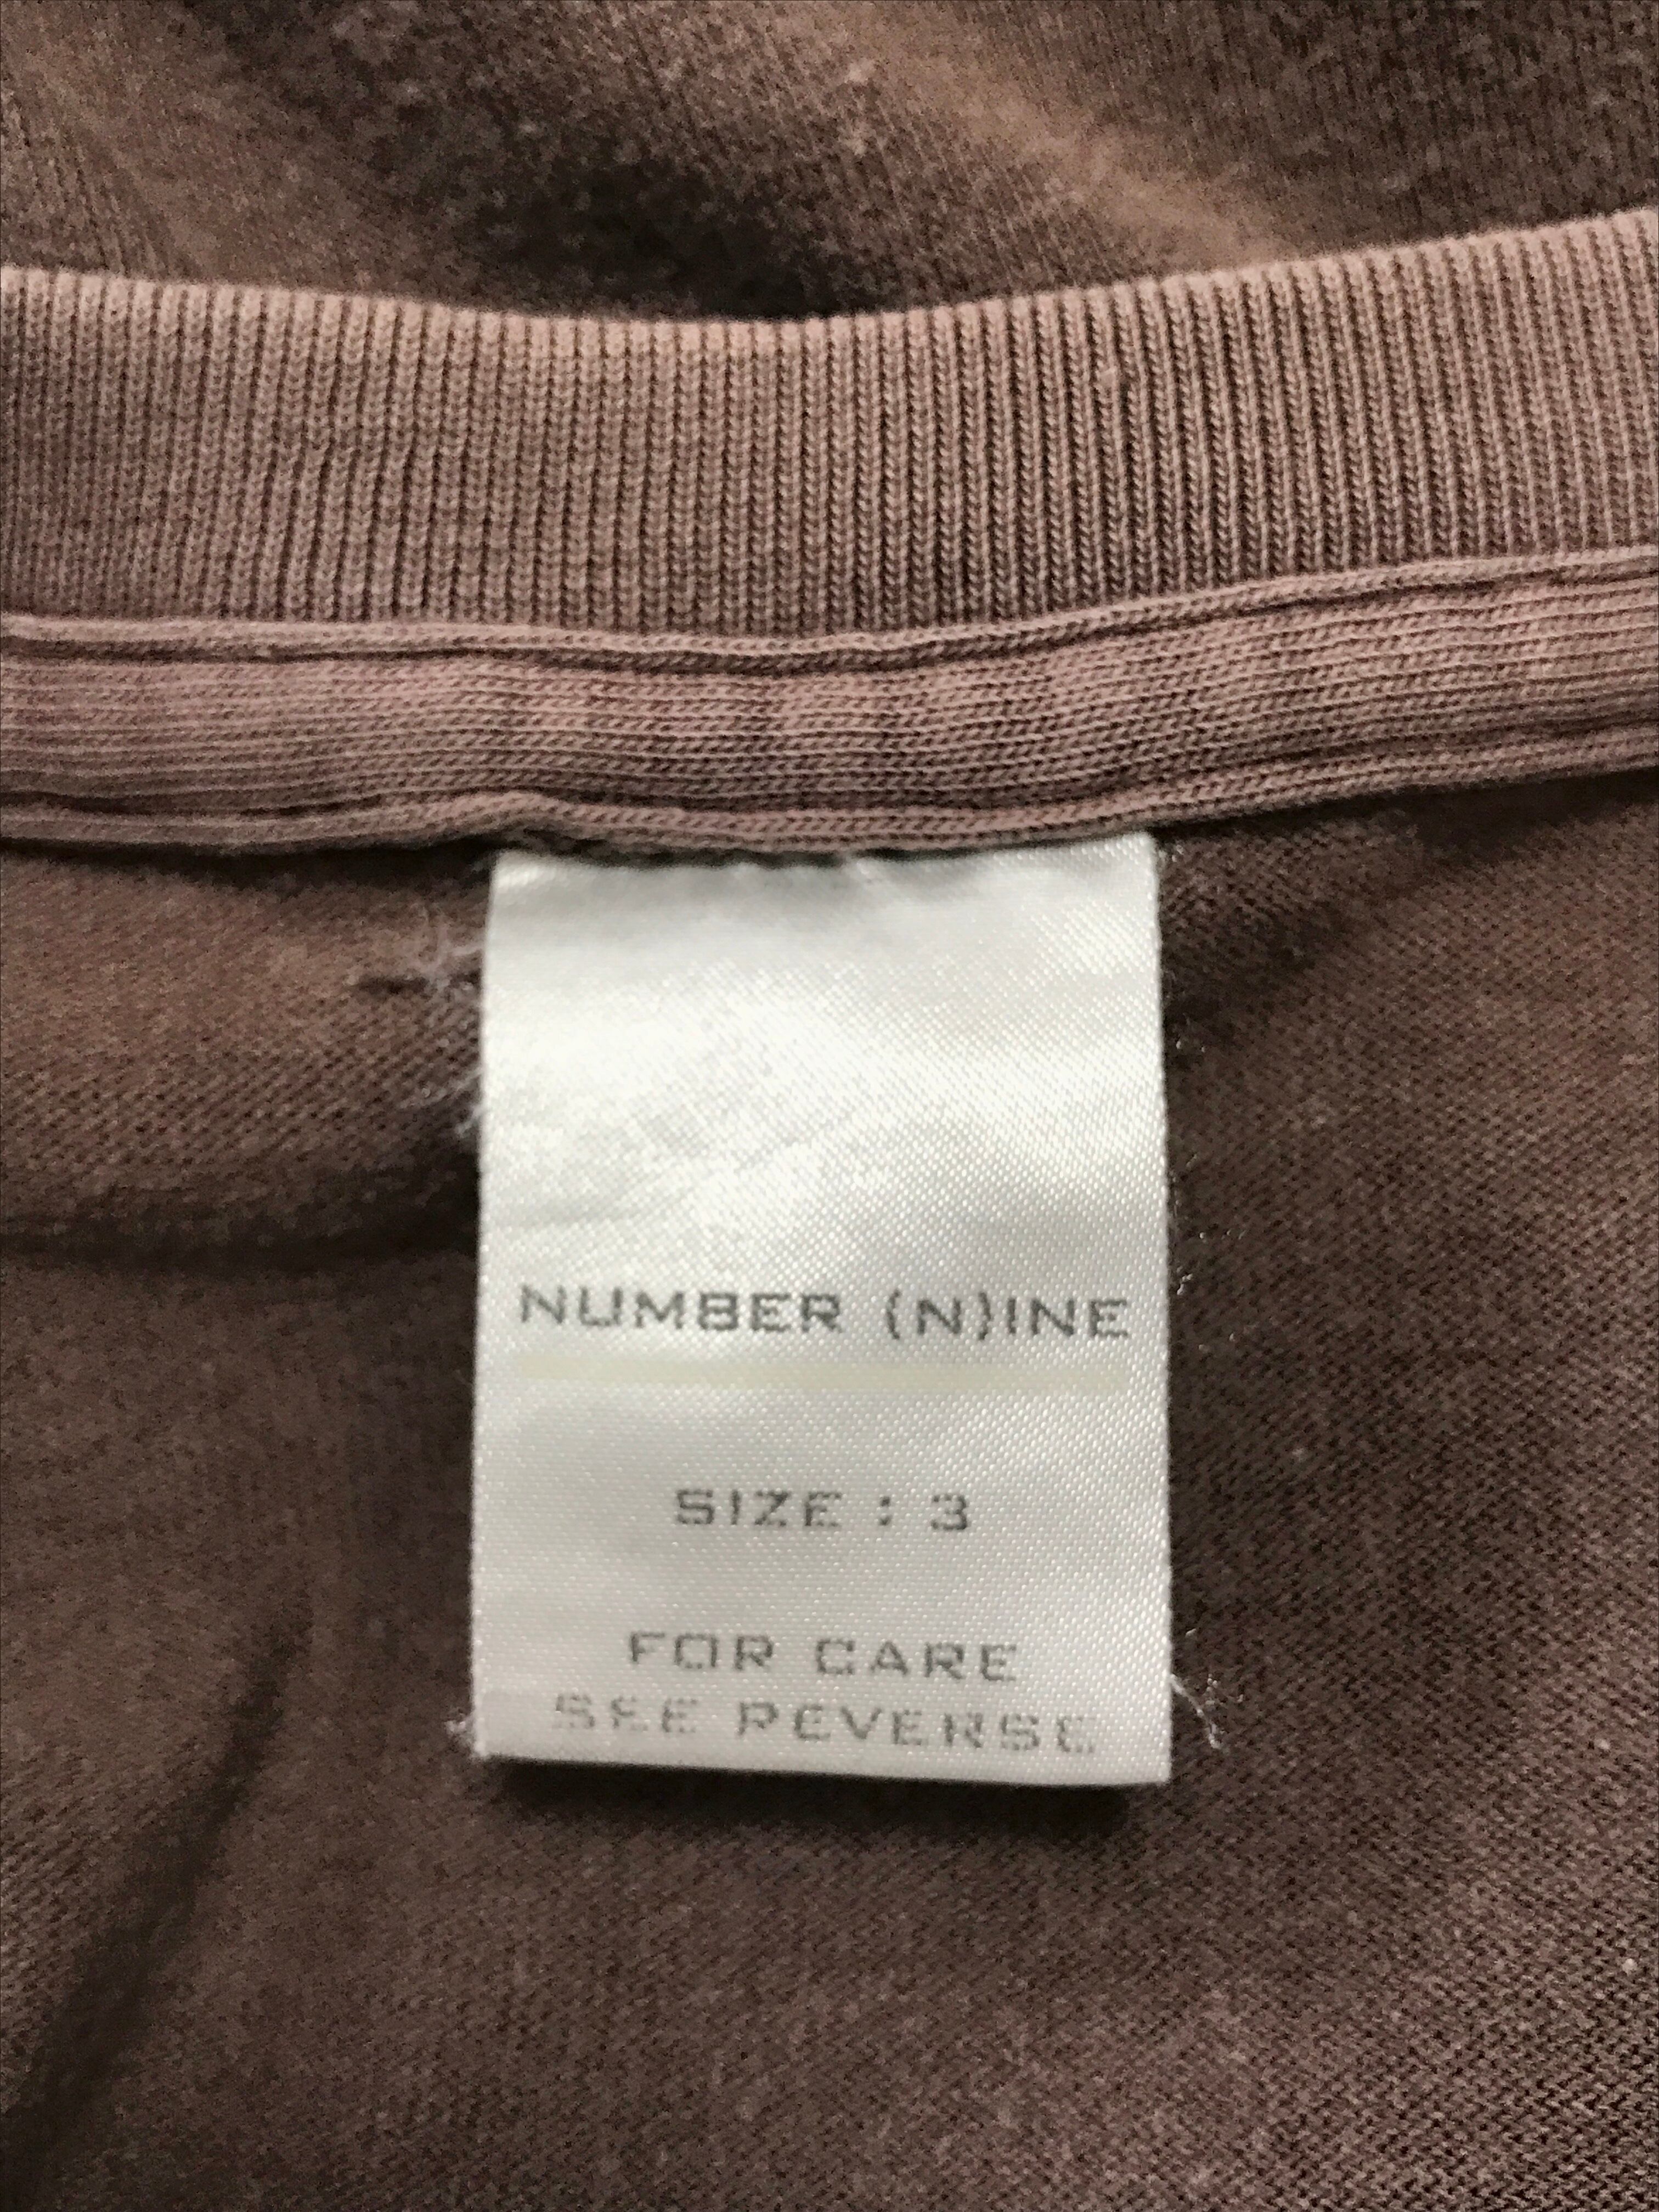 NUMBER (N)INE
SIZE : 3
FOR CARE
SEE REVERSE